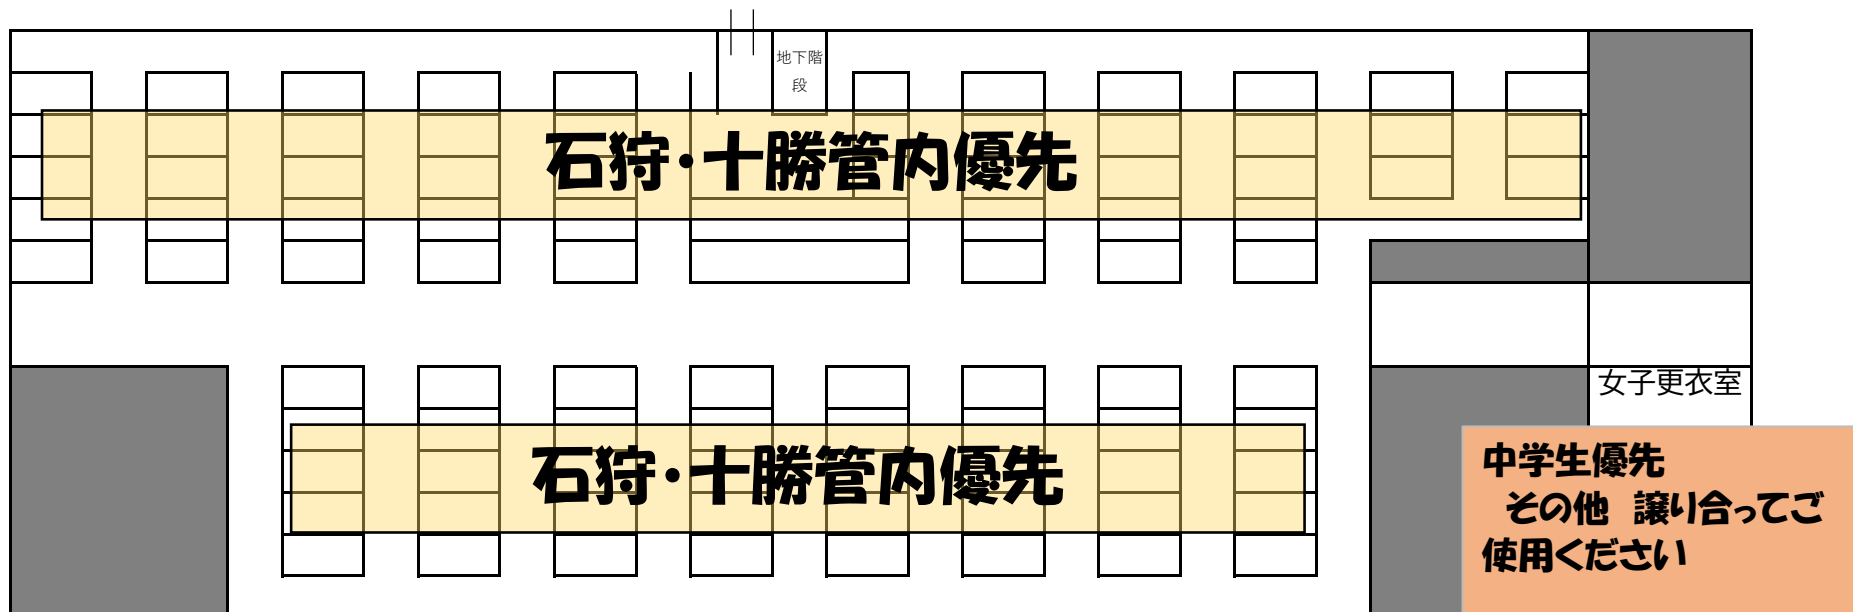 地下階
段
石狩・十勝管内優先
女子更衣室
石狩・十勝管内優先
中学生優先
その他　譲り合ってご
使用ください